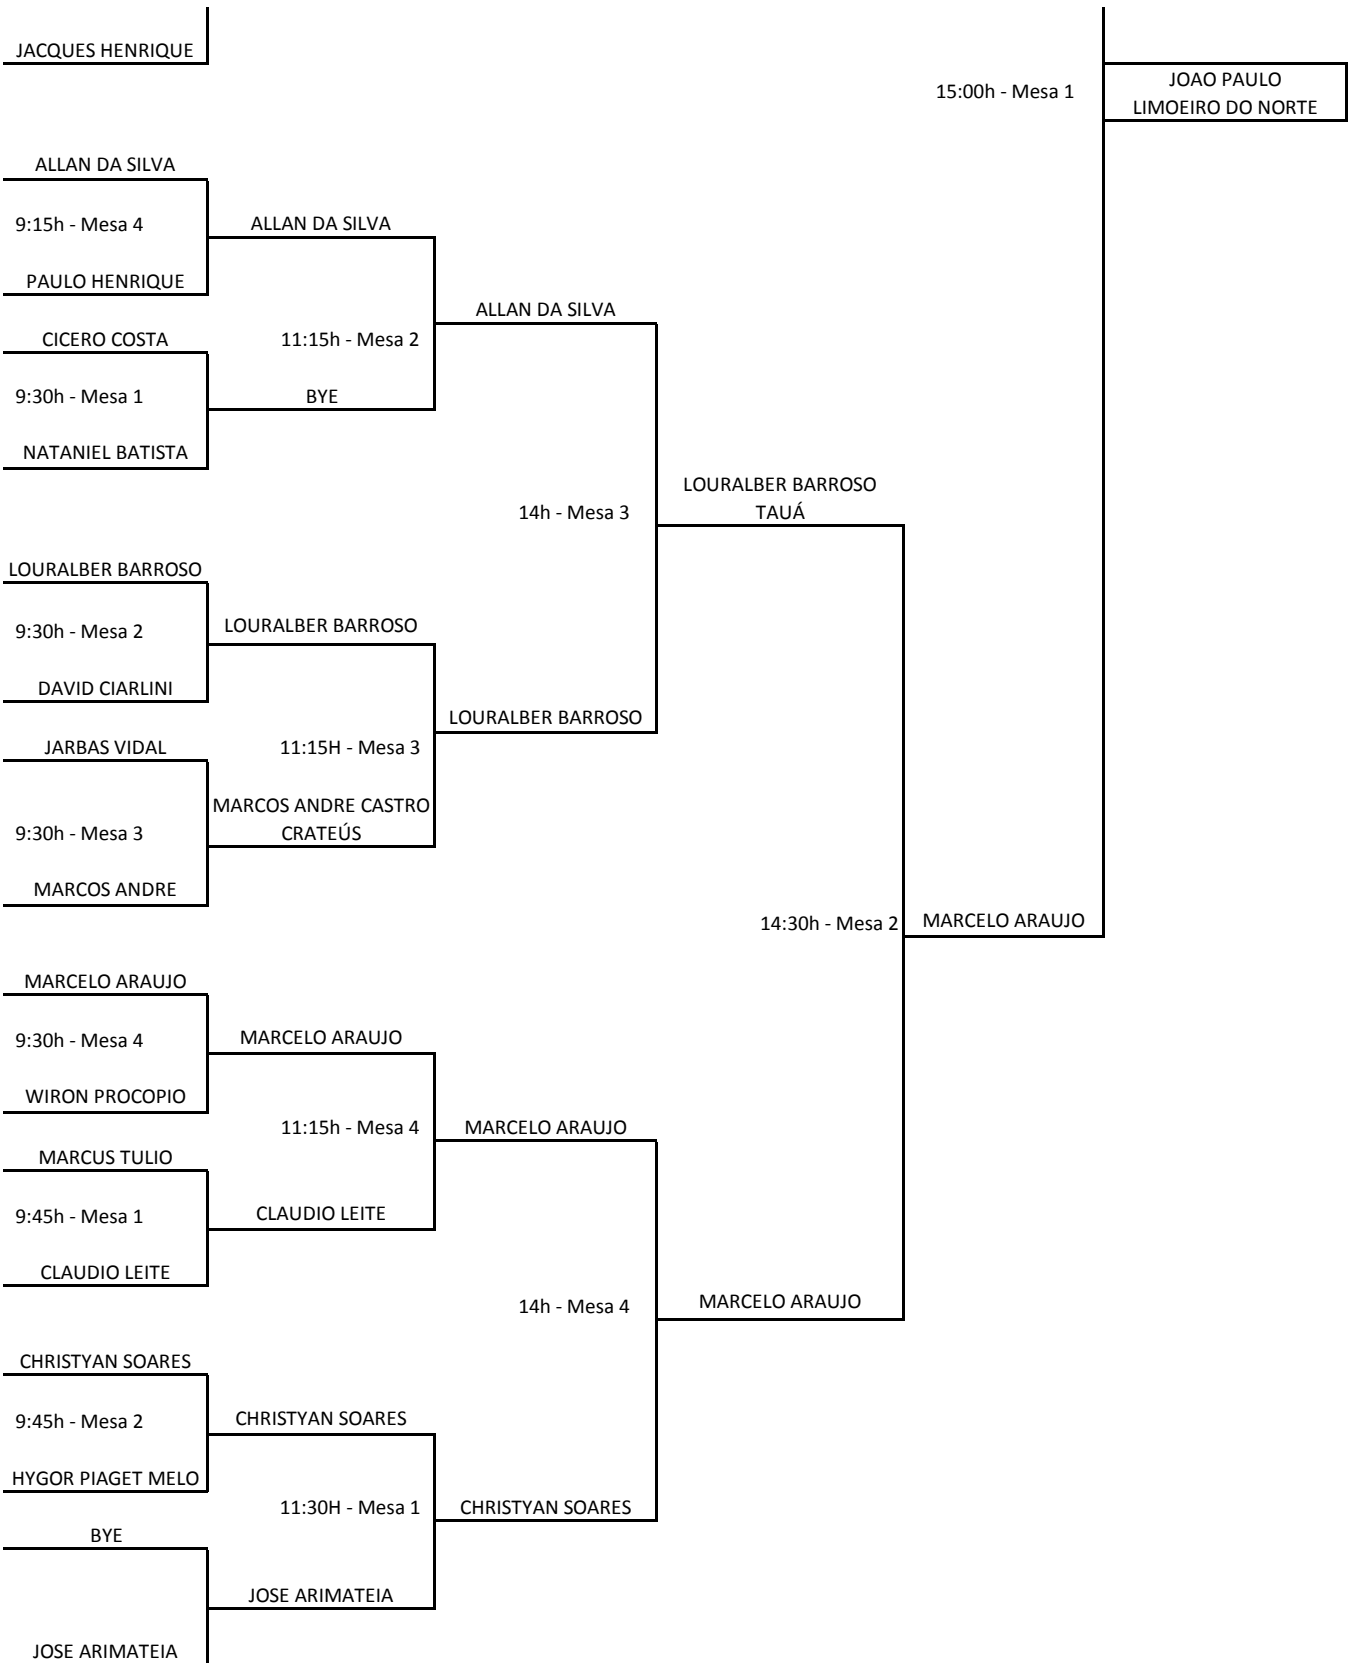 JACQUES HENRIQUE
JOAO PAULO
15:00h - Mesa 1
LIMOEIRO DO NORTE
ALLAN DA SILVA
9:15h - Mesa 4
ALLAN DA SILVA
PAULO HENRIQUE
ALLAN DA SILVA
CICERO COSTA
11:15h - Mesa 2
9:30h - Mesa 1
BYE
NATANIEL BATISTA
LOURALBER BARROSO
14h - Mesa 3
TAUÁ
LOURALBER BARROSO
9:30h - Mesa 2
LOURALBER BARROSO
DAVID CIARLINI
LOURALBER BARROSO
JARBAS VIDAL
11:15H - Mesa 3
MARCOS ANDRE CASTRO
9:30h - Mesa 3
CRATEÚS
MARCOS ANDRE
14:30h - Mesa 2
MARCELO ARAUJO
MARCELO ARAUJO
9:30h - Mesa 4
MARCELO ARAUJO
WIRON PROCOPIO
11:15h - Mesa 4
MARCELO ARAUJO
MARCUS TULIO
9:45h - Mesa 1
CLAUDIO LEITE
CLAUDIO LEITE
14h - Mesa 4
MARCELO ARAUJO
CHRISTYAN SOARES
9:45h - Mesa 2
CHRISTYAN SOARES
HYGOR PIAGET MELO
11:30H - Mesa 1
CHRISTYAN SOARES
BYE
JOSE ARIMATEIA
JOSE ARIMATEIA